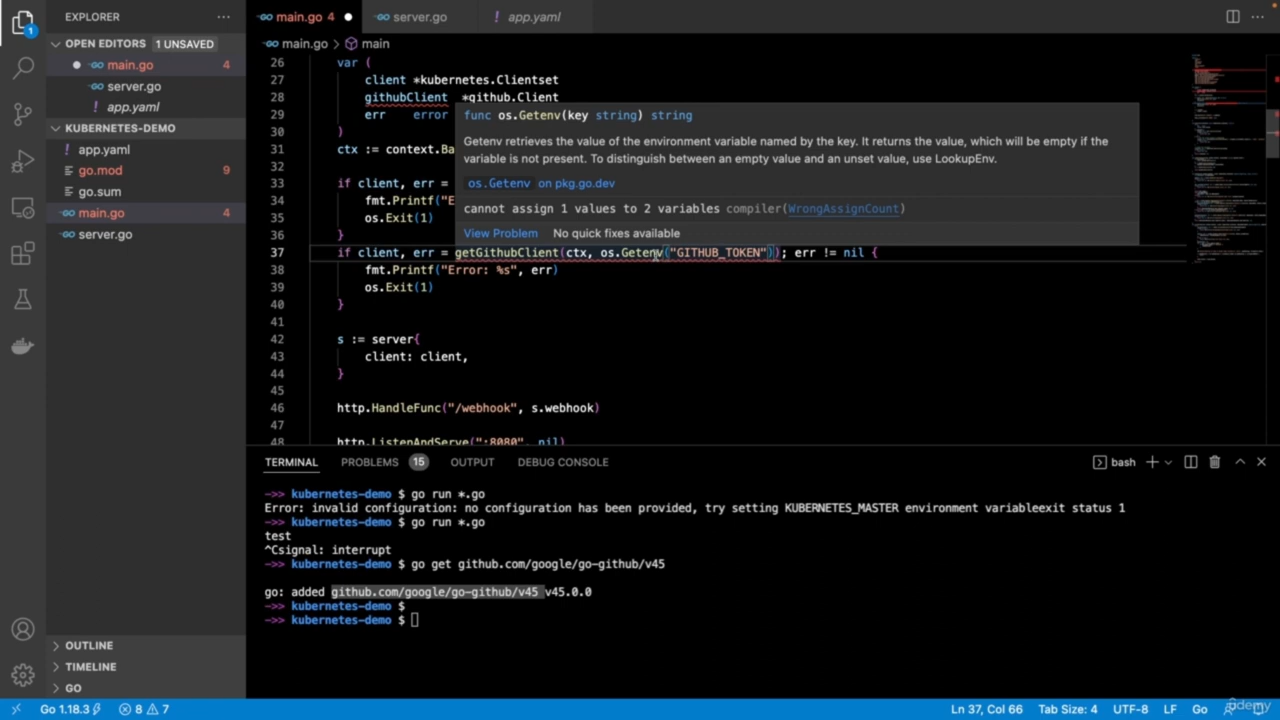 EXPLORER
main.go 4
server.go
! app.yaml
OPEN EDITORS 1 UNSAVED
main.go > main
main.go 4
server.go
! app.yaml
KUBERNETES-DEMO
! app.yaml
go.mod 9
go.sum
main.go 4
server.go
26 var (
27 client *kubernetes.Clientset
28 githubClient *github.Client
29 err error
30 )
31 ctx := context.Ba
32
33 if client, err =
34 fmt.Printf("E
35 os.Exit(1)
36 }
func os.Getenv(key string) string
Getenv retrieves the value of the environment variable named by the key. It returns the value, which will be empty if the
variable is not present. To distinguish between an empty value and an unset value, use LookupEnv.
os.Getenv on pkg.go.dev
cannot assign 1 values to 2 variables compiler(WrongAssignCount)
View Problem No quick fixes available
37 if client, err = getGithubClient(ctx, os.Getenv("GITHUB_TOKEN")); err != nil {
38 fmt.Printf("Error: %s", err)
39 os.Exit(1)
40 }
41
42 s := server{
43 client: client,
44 }
45
46 http.HandleFunc("/webhook", s.webhook)
47
48 http.ListenAndServe(":8080", nil)
TERMINAL PROBLEMS 15 OUTPUT DEBUG CONSOLE bash
->> kubernetes-demo $ go run *.go
Error: invalid configuration: no configuration has been provided, try setting KUBERNETES_MASTER environment variableexit status 1
->> kubernetes-demo $ go run *.go
test
^Csignal: interrupt
->> kubernetes-demo $ go get github.com/google/go-github/v45
go: added github.com/google/go-github/v45 v45.0.0
->> kubernetes-demo $
->> kubernetes-demo $
OUTLINE
TIMELINE
GO
Go 1.18.3 8 7 Ln 37, Col 66 Tab Size: 4 UTF-8 LF Go
udemy